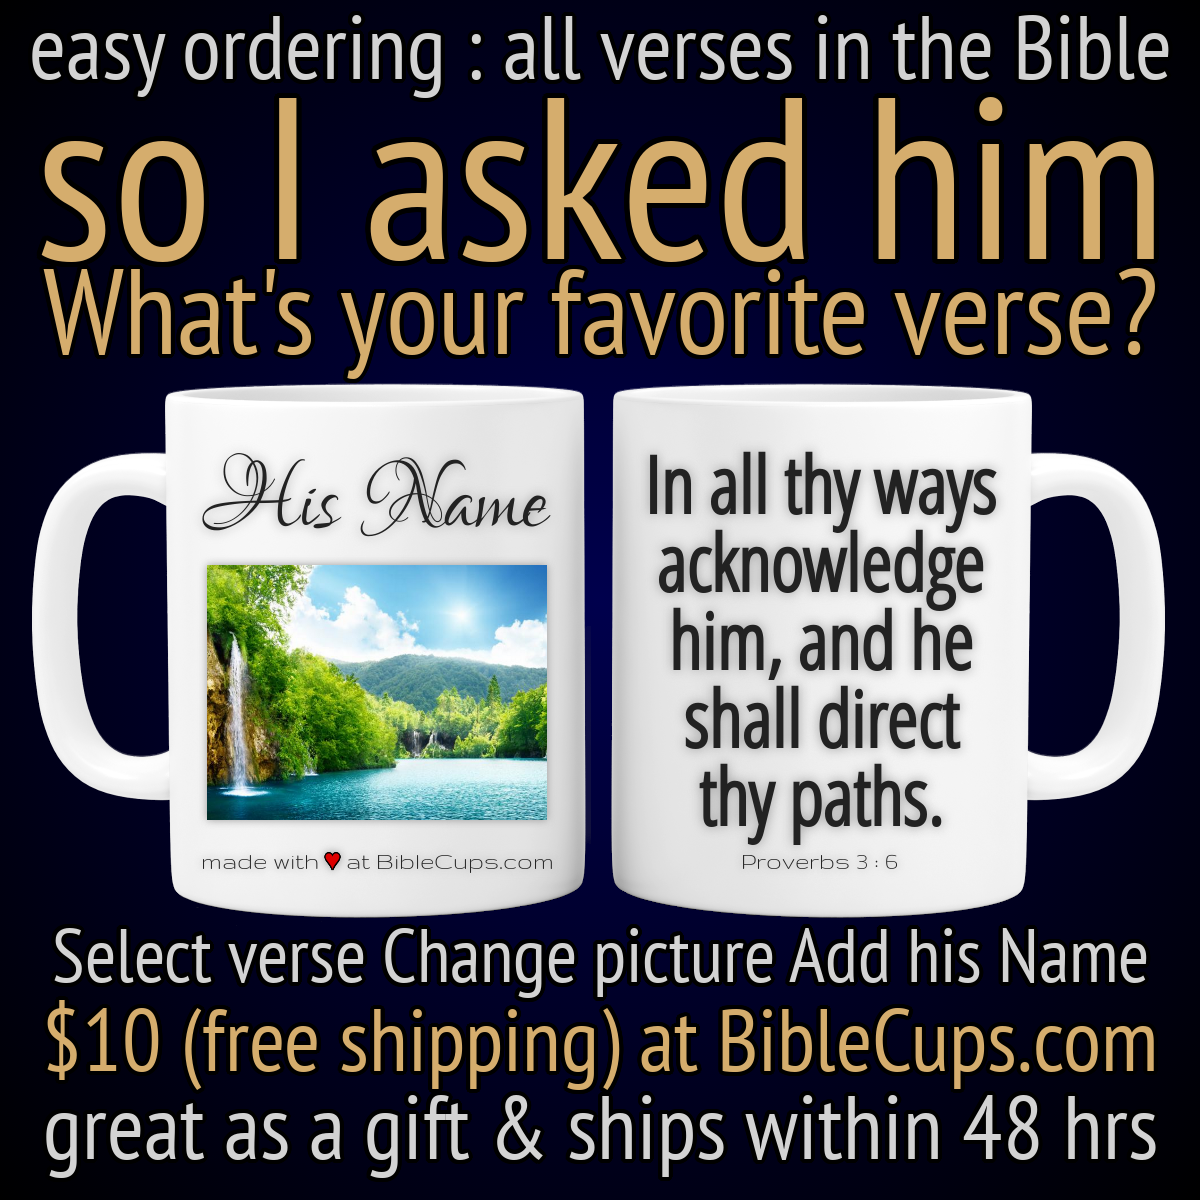 easy ordering : all verses in the Bible
so I asked him
What's your favorite verse?
His Name
made with ♥ at BibleCups.com
In all thy ways
acknowledge
him, and he
shall direct
thy paths.
Proverbs 3 : 6
Select verse Change picture Add his Name
$10 (free shipping) at BibleCups.com
great as a gift & ships within 48 hrs